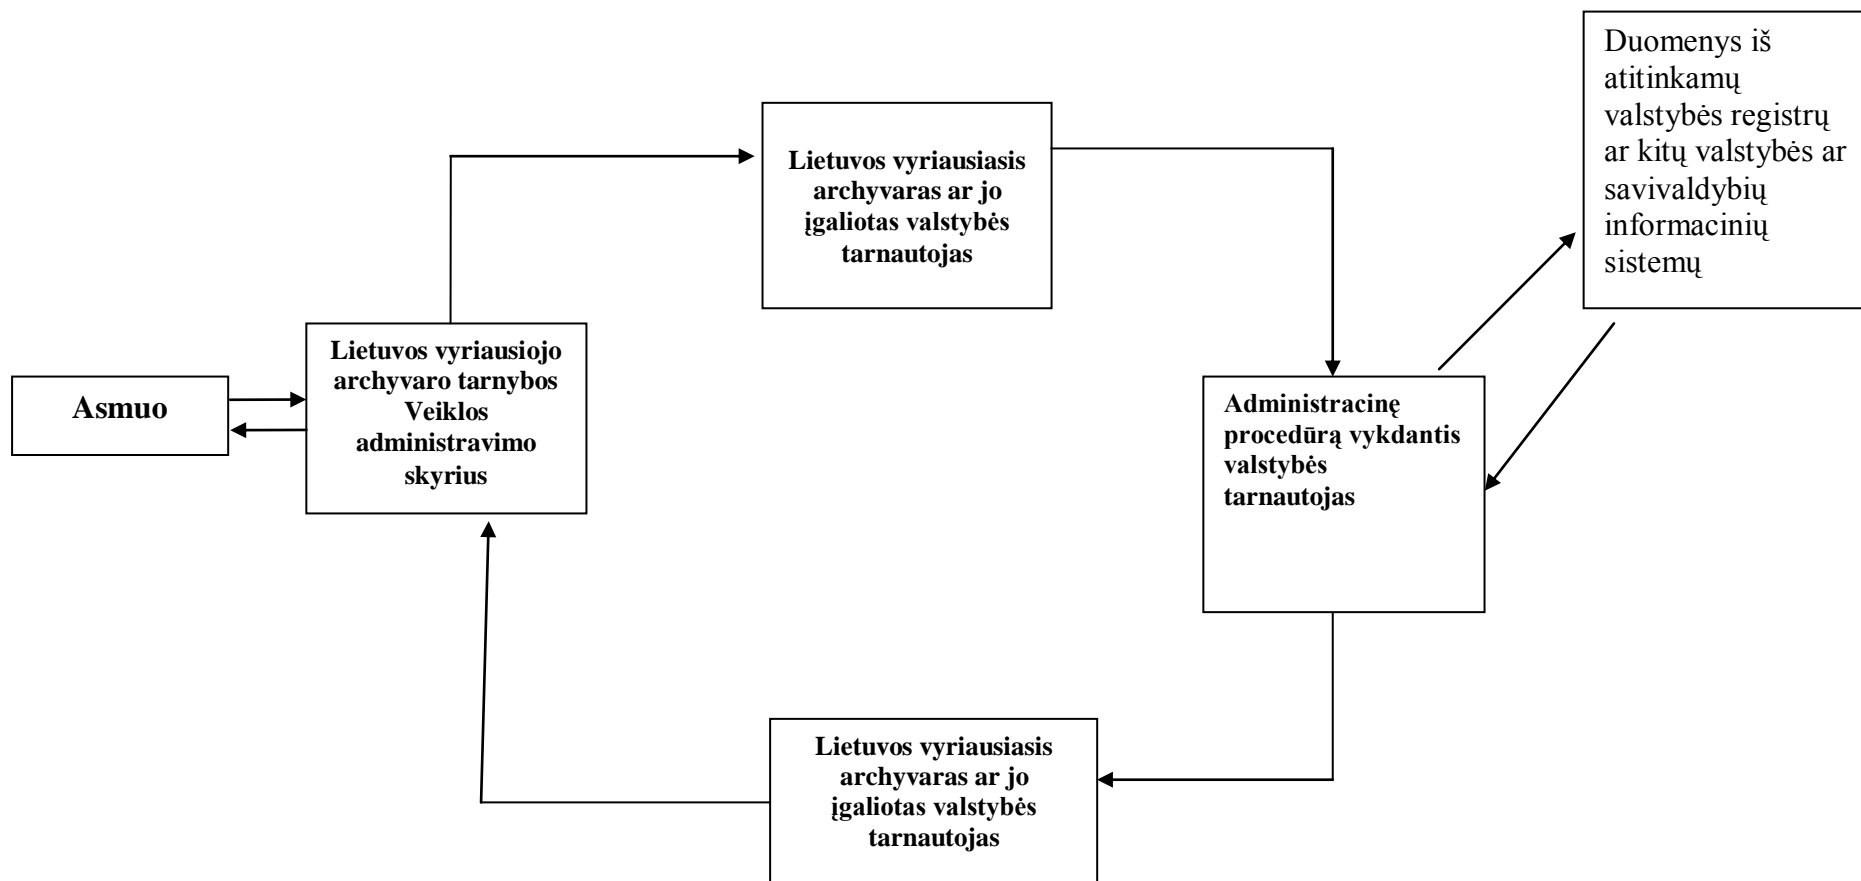 Duomenys iš
atitinkamų
valstybės registrų
ar kitų valstybės ar
savivaldybių
informacinių
sistemų
Lietuvos vyriausiasis
archyvaras ar jo
įgaliotas valstybės
tarnautojas
Lietuvos vyriausiojo
archyvaro tarnybos
Veiklos
administravimo
skyrius
Asmuo
Administracinę
procedūrą vykdantis
valstybės
tarnautojas
Lietuvos vyriausiasis
archyvaras ar jo
įgaliotas valstybės
tarnautojas